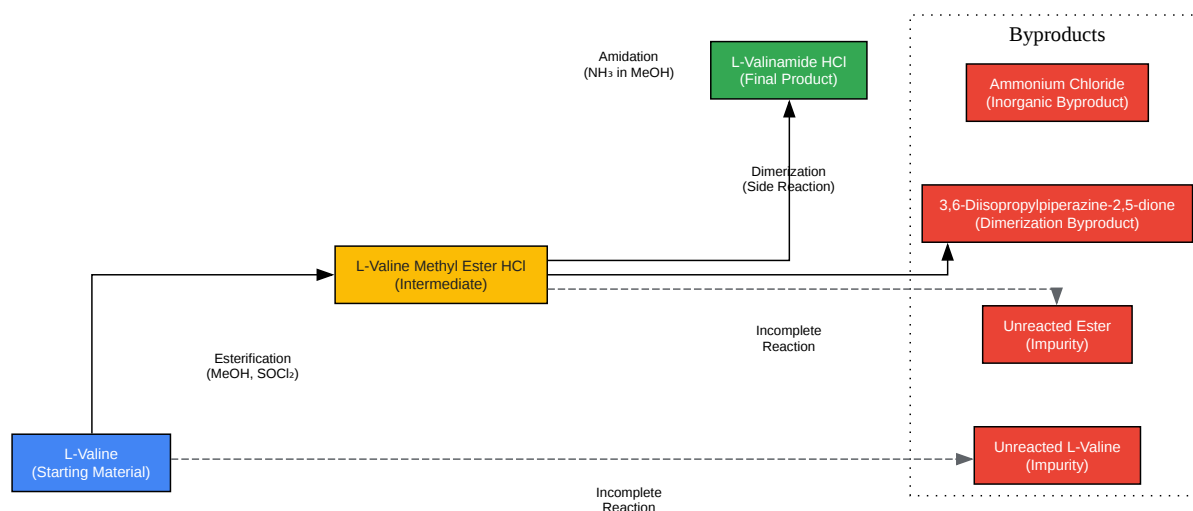 Byproducts
Amidation
(NH₃ in MeOH)
L-Valinamide HCl
(Final Product)
Ammonium Chloride
(Inorganic Byproduct)
Dimerization
(Side Reaction)
3,6-Diisopropylpiperazine-2,5-dione
(Dimerization Byproduct)
L-Valine Methyl Ester HCl
(Intermediate)
Incomplete
Reaction
Unreacted Ester
(Impurity)
Esterification
(MeOH, SOCl₂)
L-Valine
(Starting Material)
Unreacted L-Valine
(Impurity)
Incomplete
Reaction